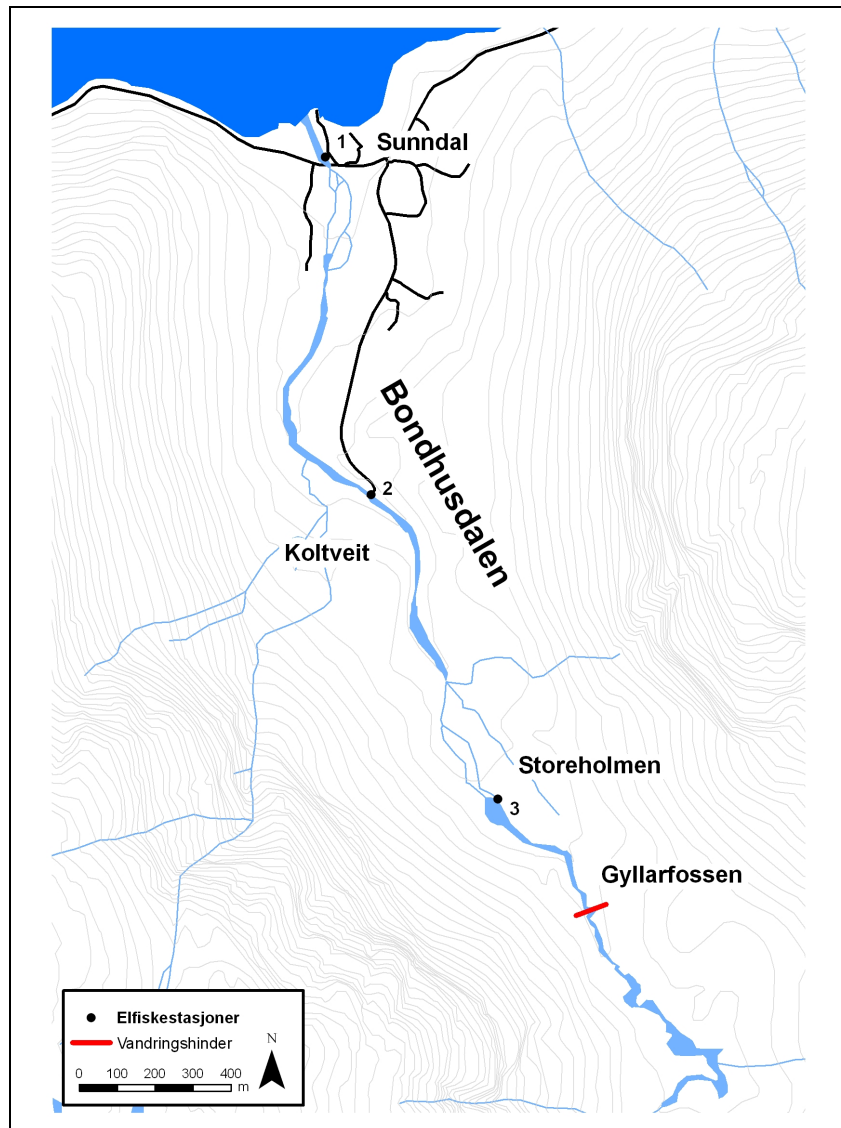 1
Sunndal
Bondhusdalen
2
Koltveit
Storeholmen
3
Gyllarfossen
Elfiskestasjoner
Vandringshinder
N
0 100 200 300 400
m